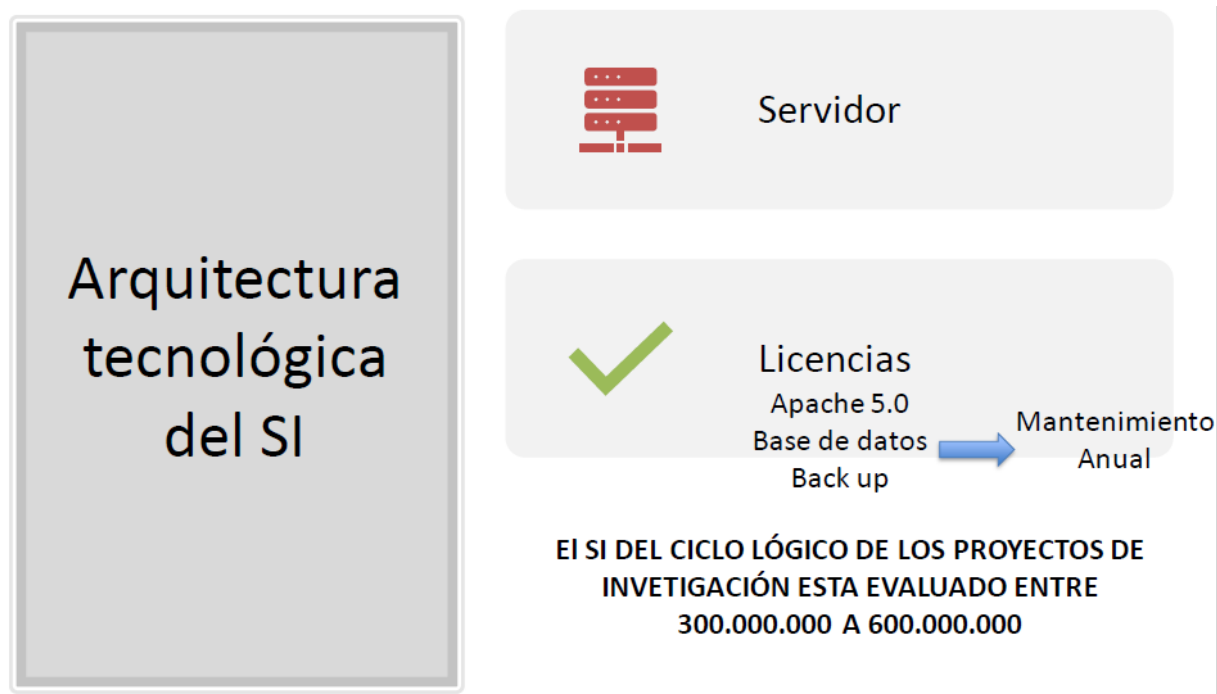 Arquitectura
tecnológica
del SI
Servidor
Licencias
Apache 5.0
Base de datos
Back up
Mantenimiento
Anual
El SI DEL CICLO LÓGICO DE LOS PROYECTOS DE
INVETIGACIÓN ESTA EVALUADO ENTRE
300.000.000 A 600.000.000